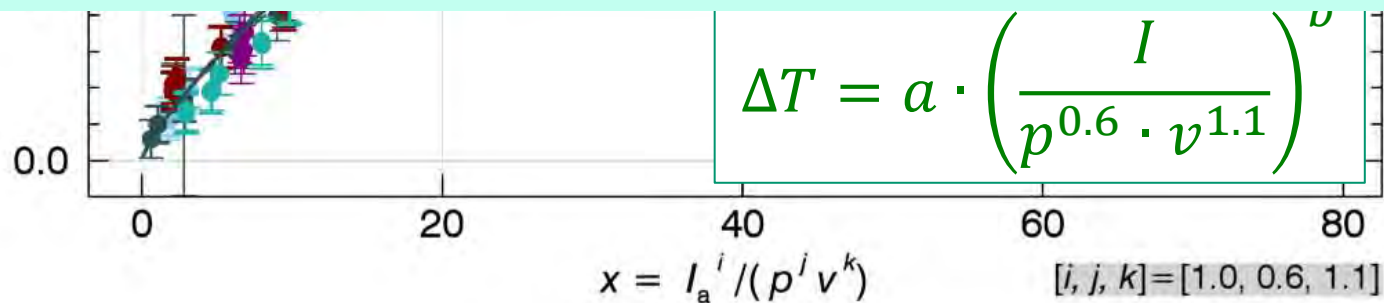 ΔT = a · (I / (p^0.6 · v^1.1))^b
0.0
0 20 40 60 80
x = I_a^i /( p^j v^k) [i, j, k]=[1.0, 0.6, 1.1]